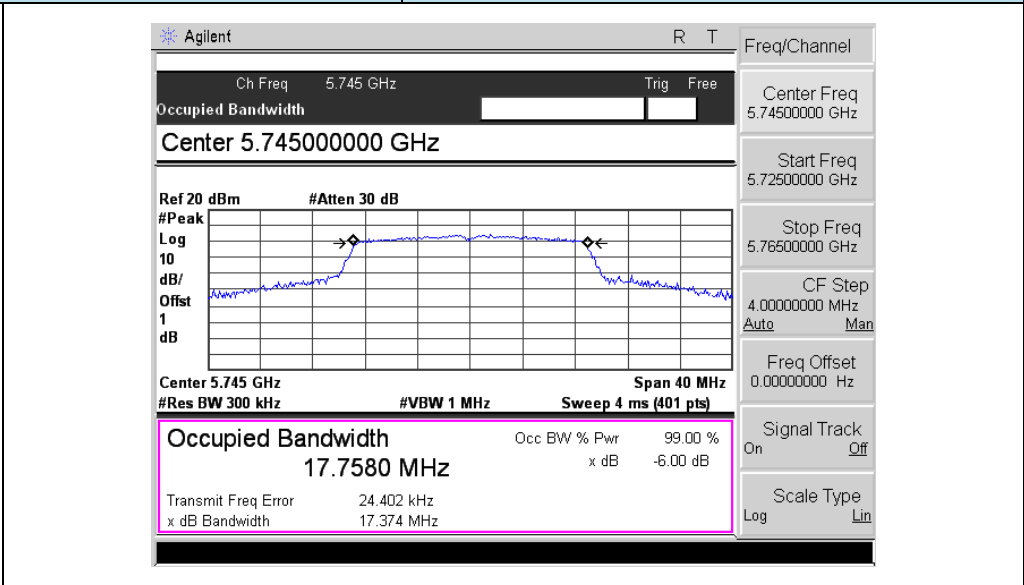 Agilent R T
Freq/Channel
Ch Freq 5.745 GHz Trig Free
Occupied Bandwidth
Center 5.745000000 GHz
Ref 20 dBm #Atten 30 dB
#Peak
Log
10
dB/
Offst
1
dB
Center 5.745 GHz Span 40 MHz
#Res BW 300 kHz #VBW 1 MHz Sweep 4 ms (401 pts)
Occupied Bandwidth
17.7580 MHz
Occ BW % Pwr 99.00 %
x dB -6.00 dB
Transmit Freq Error 24.402 kHz
x dB Bandwidth 17.374 MHz
Center Freq
5.74500000 GHz
Start Freq
5.72500000 GHz
Stop Freq
5.76500000 GHz
CF Step
4.00000000 MHz
Auto Man
Freq Offset
0.00000000 Hz
Signal Track
On Off
Scale Type
Log Lin